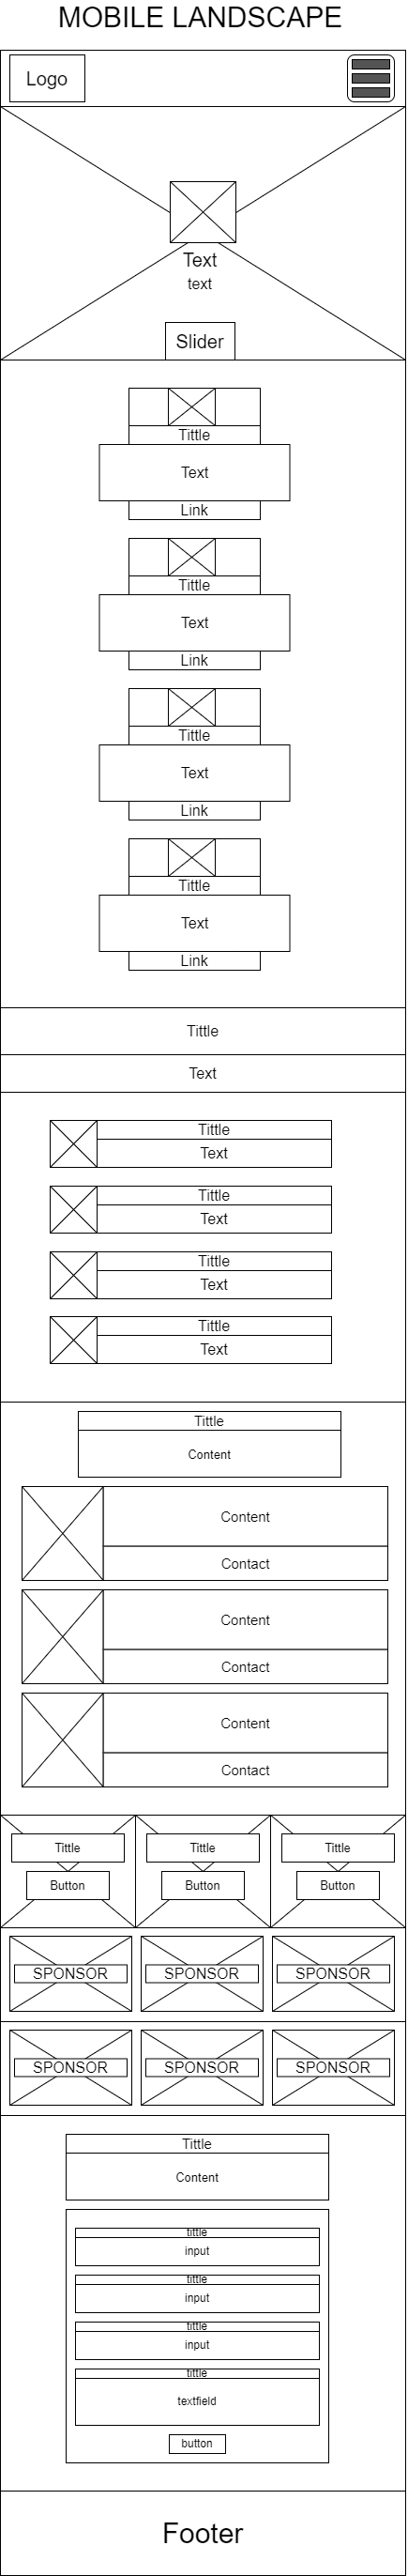 MOBILE LANDSCAPE
Logo
Text
text
Slider
Tittle
Text
Link
Tittle
Text
Link
Tittle
Text
Link
Tittle
Text
Link
Tittle
Text
Tittle
Text
Tittle
Text
Tittle
Text
Tittle
Text
Tittle
Content
Content
Contact
Content
Contact
Content
Contact
Tittle Tittle Tittle
Button Button Button
SPONSOR SPONSOR SPONSOR
SPONSOR SPONSOR SPONSOR
Tittle
Content
tittle
input
tittle
input
tittle
input
tittle
textfield
button
Footer